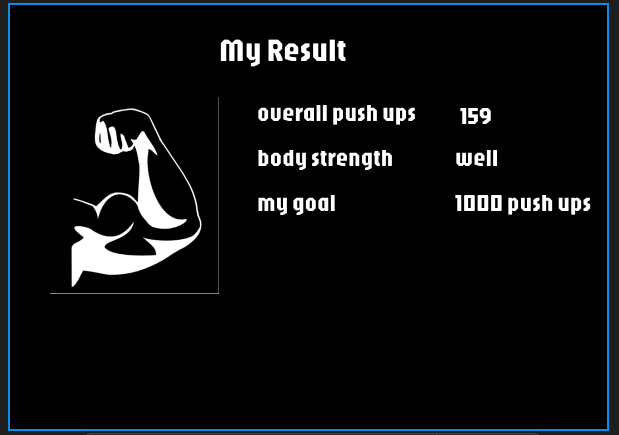 My Result
overall push ups 159
body strength well
my goal 1000 push ups